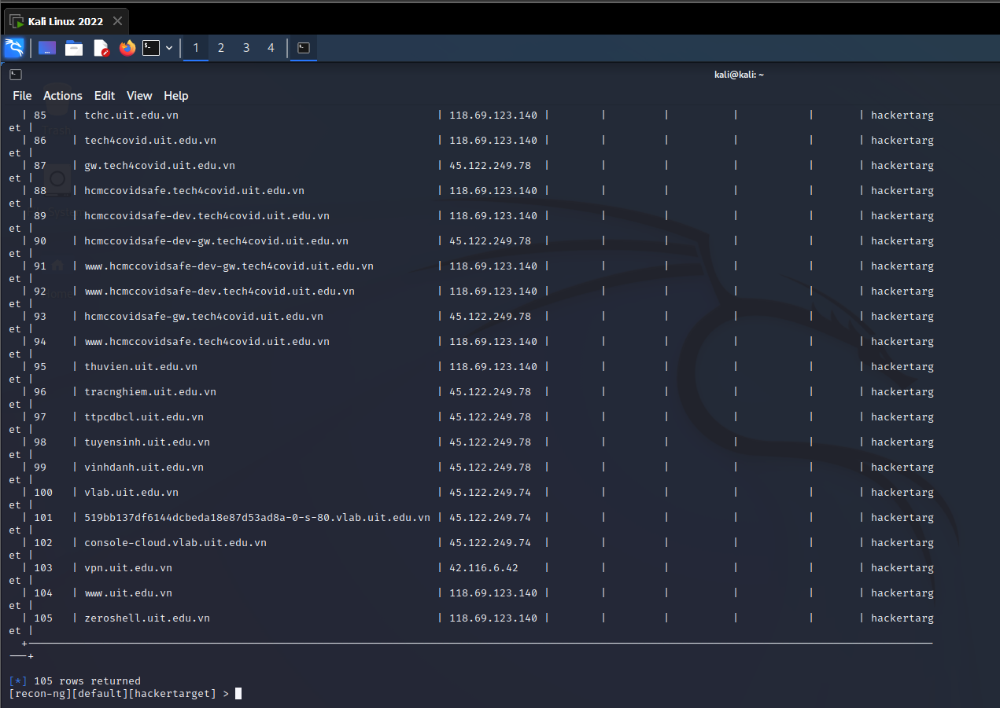 Kali Linux 2022
1 2 3 4
kali@kali: ~
File Actions Edit View Help
| 85 | tchc.uit.edu.vn | 118.69.123.140 | | | | | | hackertarg
et |
| 86 | tech4covid.uit.edu.vn | 118.69.123.140 | | | | | | hackertarg
et |
| 87 | gw.tech4covid.uit.edu.vn | 45.122.249.78 | | | | | | hackertarg
et |
| 88 | hcmccovidsafe.tech4covid.uit.edu.vn | 118.69.123.140 | | | | | | hackertarg
et |
| 89 | hcmccovidsafe-dev.tech4covid.uit.edu.vn | 118.69.123.140 | | | | | | hackertarg
et |
| 90 | hcmccovidsafe-dev-gw.tech4covid.uit.edu.vn | 45.122.249.78 | | | | | | hackertarg
et |
| 91 | www.hcmccovidsafe-dev-gw.tech4covid.uit.edu.vn | 118.69.123.140 | | | | | | hackertarg
et |
| 92 | www.hcmccovidsafe-dev.tech4covid.uit.edu.vn | 118.69.123.140 | | | | | | hackertarg
et |
| 93 | hcmccovidsafe-gw.tech4covid.uit.edu.vn | 45.122.249.78 | | | | | | hackertarg
et |
| 94 | www.hcmccovidsafe.tech4covid.uit.edu.vn | 118.69.123.140 | | | | | | hackertarg
et |
| 95 | thuvien.uit.edu.vn | 118.69.123.140 | | | | | | hackertarg
et |
| 96 | tracnghiem.uit.edu.vn | 45.122.249.78 | | | | | | hackertarg
et |
| 97 | ttpcdbcl.uit.edu.vn | 45.122.249.78 | | | | | | hackertarg
et |
| 98 | tuyensinh.uit.edu.vn | 45.122.249.78 | | | | | | hackertarg
et |
| 99 | vinhdanh.uit.edu.vn | 45.122.249.78 | | | | | | hackertarg
et |
| 100 | vlab.uit.edu.vn | 45.122.249.74 | | | | | | hackertarg
et |
| 101 | 519bb137df6144dcbeda18e87d53ad8a-0-s-80.vlab.uit.edu.vn | 45.122.249.74 | | | | | | hackertarg
et |
| 102 | console-cloud.vlab.uit.edu.vn | 45.122.249.74 | | | | | | hackertarg
et |
| 103 | vpn.uit.edu.vn | 42.116.6.42 | | | | | | hackertarg
et |
| 104 | www.uit.edu.vn | 118.69.123.140 | | | | | | hackertarg
et |
| 105 | zeroshell.uit.edu.vn | 118.69.123.140 | | | | | | hackertarg
et |
[*] 105 rows returned
[recon-ng][default][hackertarget] >